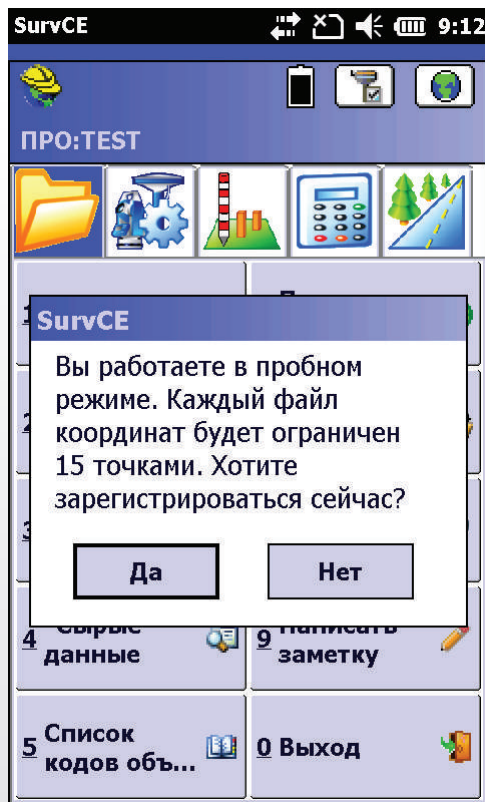 SurvCE 9:12
ПРО:TEST
SurvCE
Вы работаете в пробном
режиме. Каждый файл
координат будет ограничен
15 точками. Хотите
зарегистрироваться сейчас?
Да Нет
4 данные
9 заметку
5 Список
кодов объ...
0 Выход